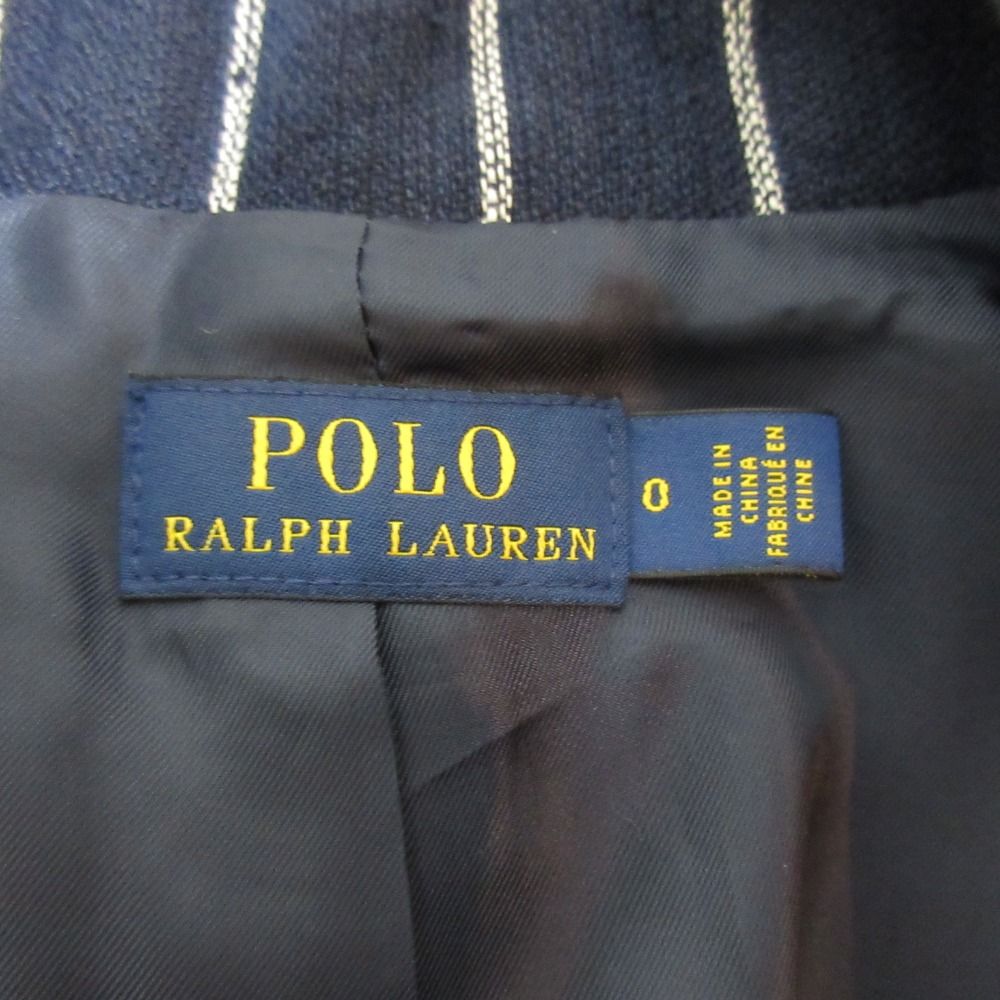 POLO
RALPH LAUREN
0
MADE IN
CHINA
FABRIQUÉ EN
CHINE